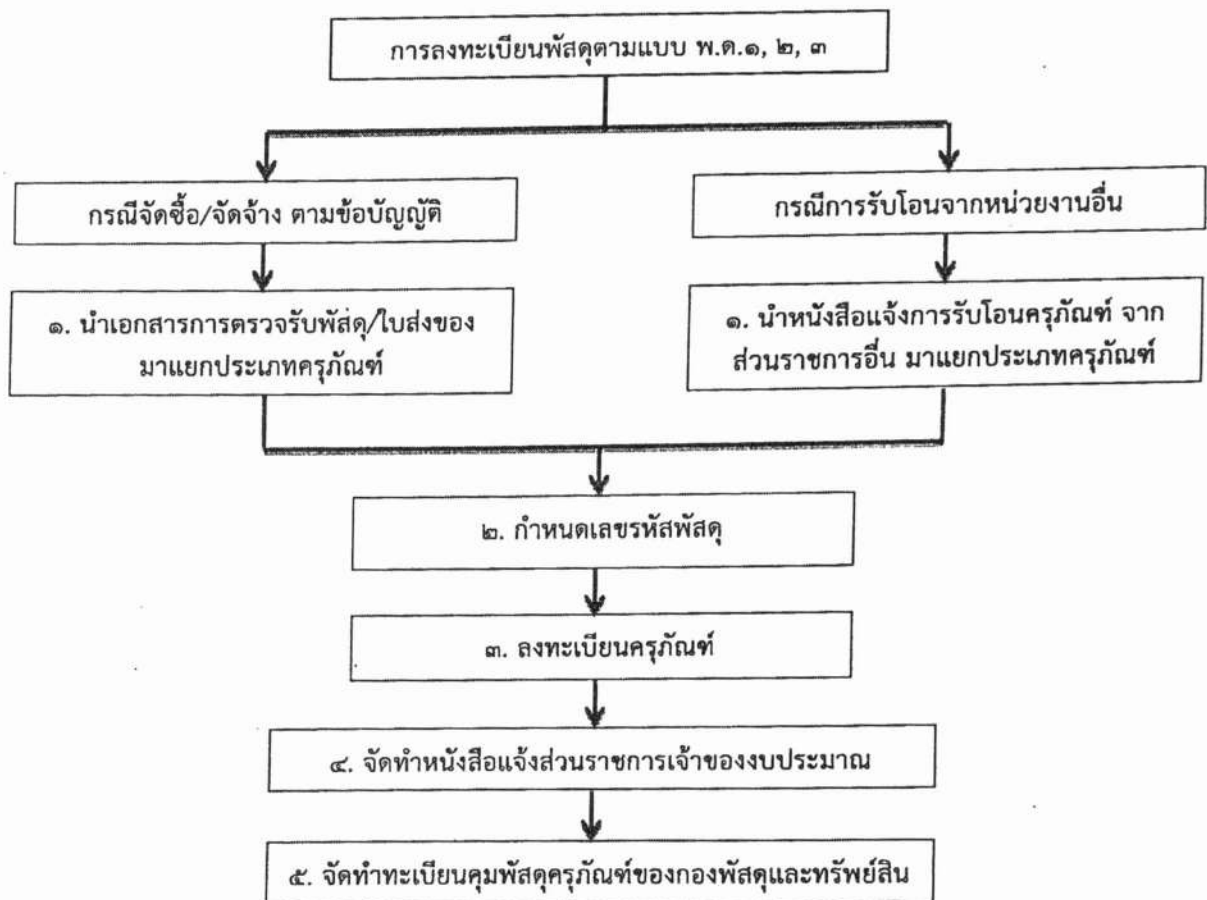 การลงทะเบียนพัสดุตามแบบ พ.ด.๑, ๒, ๓
กรณีจัดซื้อ/จัดจ้าง ตามข้อบัญญัติ
กรณีการรับโอนจากหน่วยงานอื่น
๑. นำเอกสารการตรวจรับพัสดุ/ใบส่งของ
มาแยกประเภทครุภัณฑ์
๑. นำหนังสือแจ้งการรับโอนครุภัณฑ์ จาก
ส่วนราชการอื่น มาแยกประเภทครุภัณฑ์
๒. กำหนดเลขรหัสพัสดุ
๓. ลงทะเบียนครุภัณฑ์
๔. จัดทำหนังสือแจ้งส่วนราชการเจ้าของงบประมาณ
๕. จัดทำทะเบียนคุมพัสดุครุภัณฑ์ของกองพัสดุและทรัพย์สิน